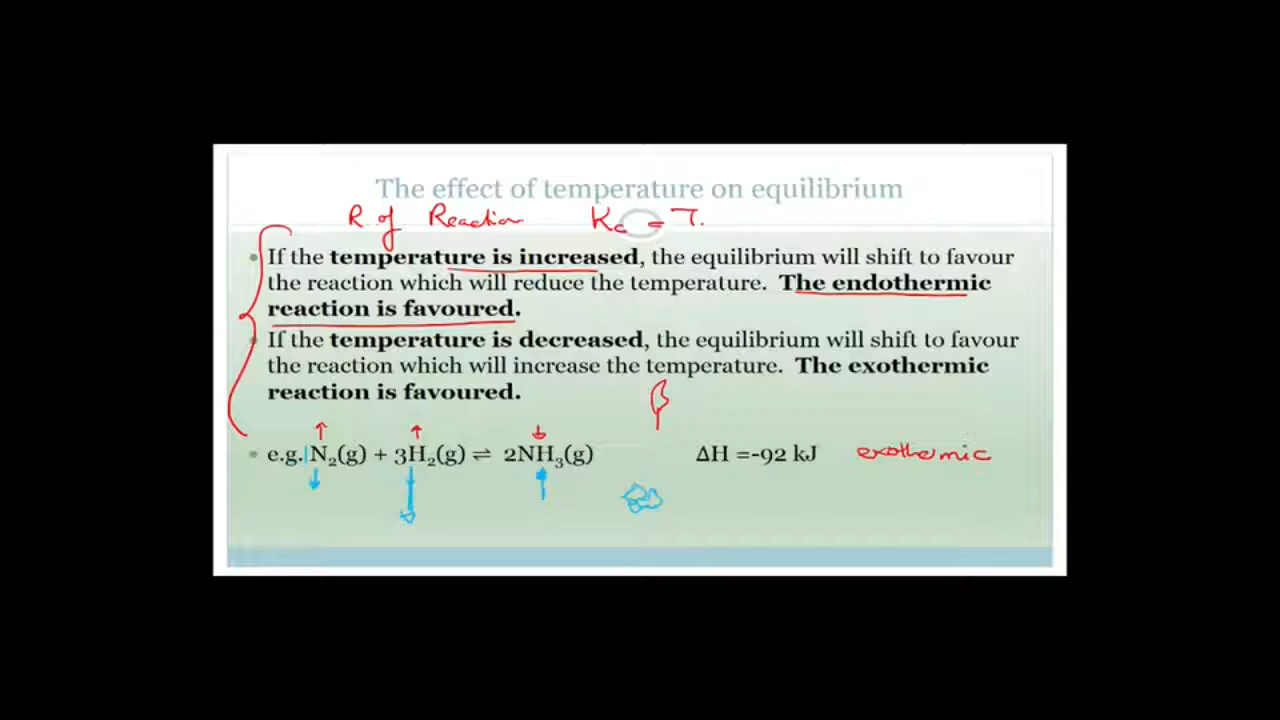 The effect of temperature on equilibrium
R of Reaction Kc = T.
• If the temperature is increased, the equilibrium will shift to favour
the reaction which will reduce the temperature. The endothermic
reaction is favoured.
• If the temperature is decreased, the equilibrium will shift to favour
the reaction which will increase the temperature. The exothermic
reaction is favoured.
• e.g. N₂(g) + 3H₂(g) ⇌ 2NH₃(g) ΔH =-92 kJ exothermic